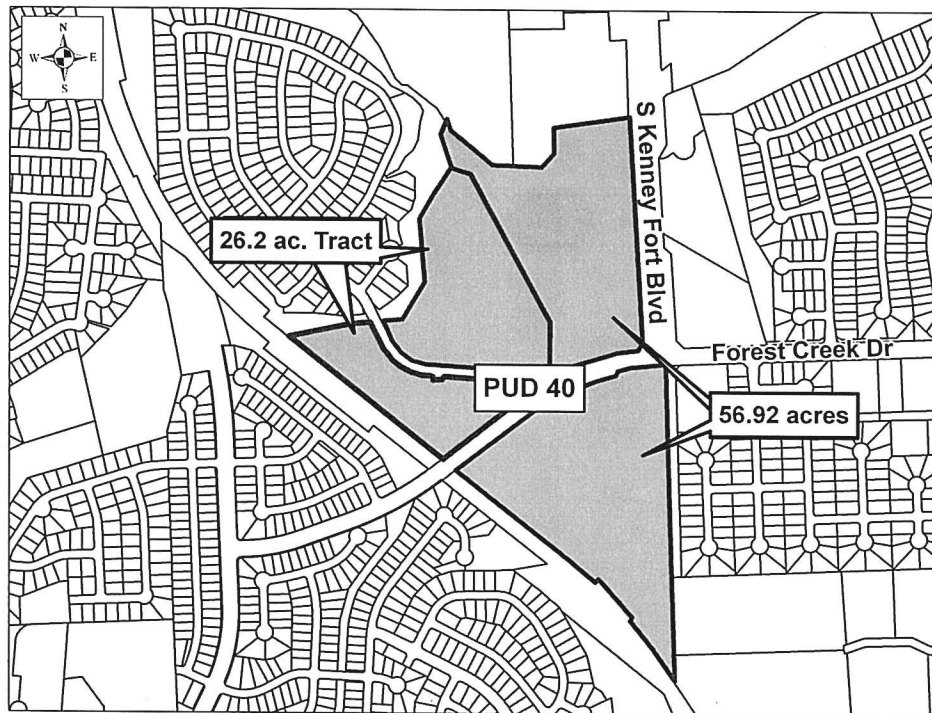 N
W E
S
S Kenney Fort Blvd
26.2 ac. Tract
Forest Creek Dr
PUD 40
56.92 acres